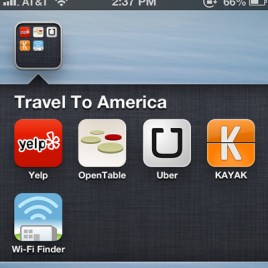 AT&T 2:37 PM 66%
Travel To America
yelp
U
K
Yelp OpenTable Uber KAYAK
Wi-Fi Finder